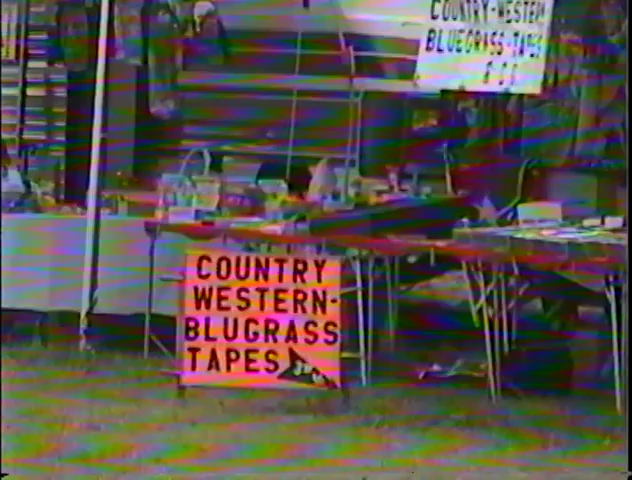 COUNTRY-WESTERN
BLUEGRASS-TAPES
COUNTRY
WESTERN-
BLUGRASS
TAPES